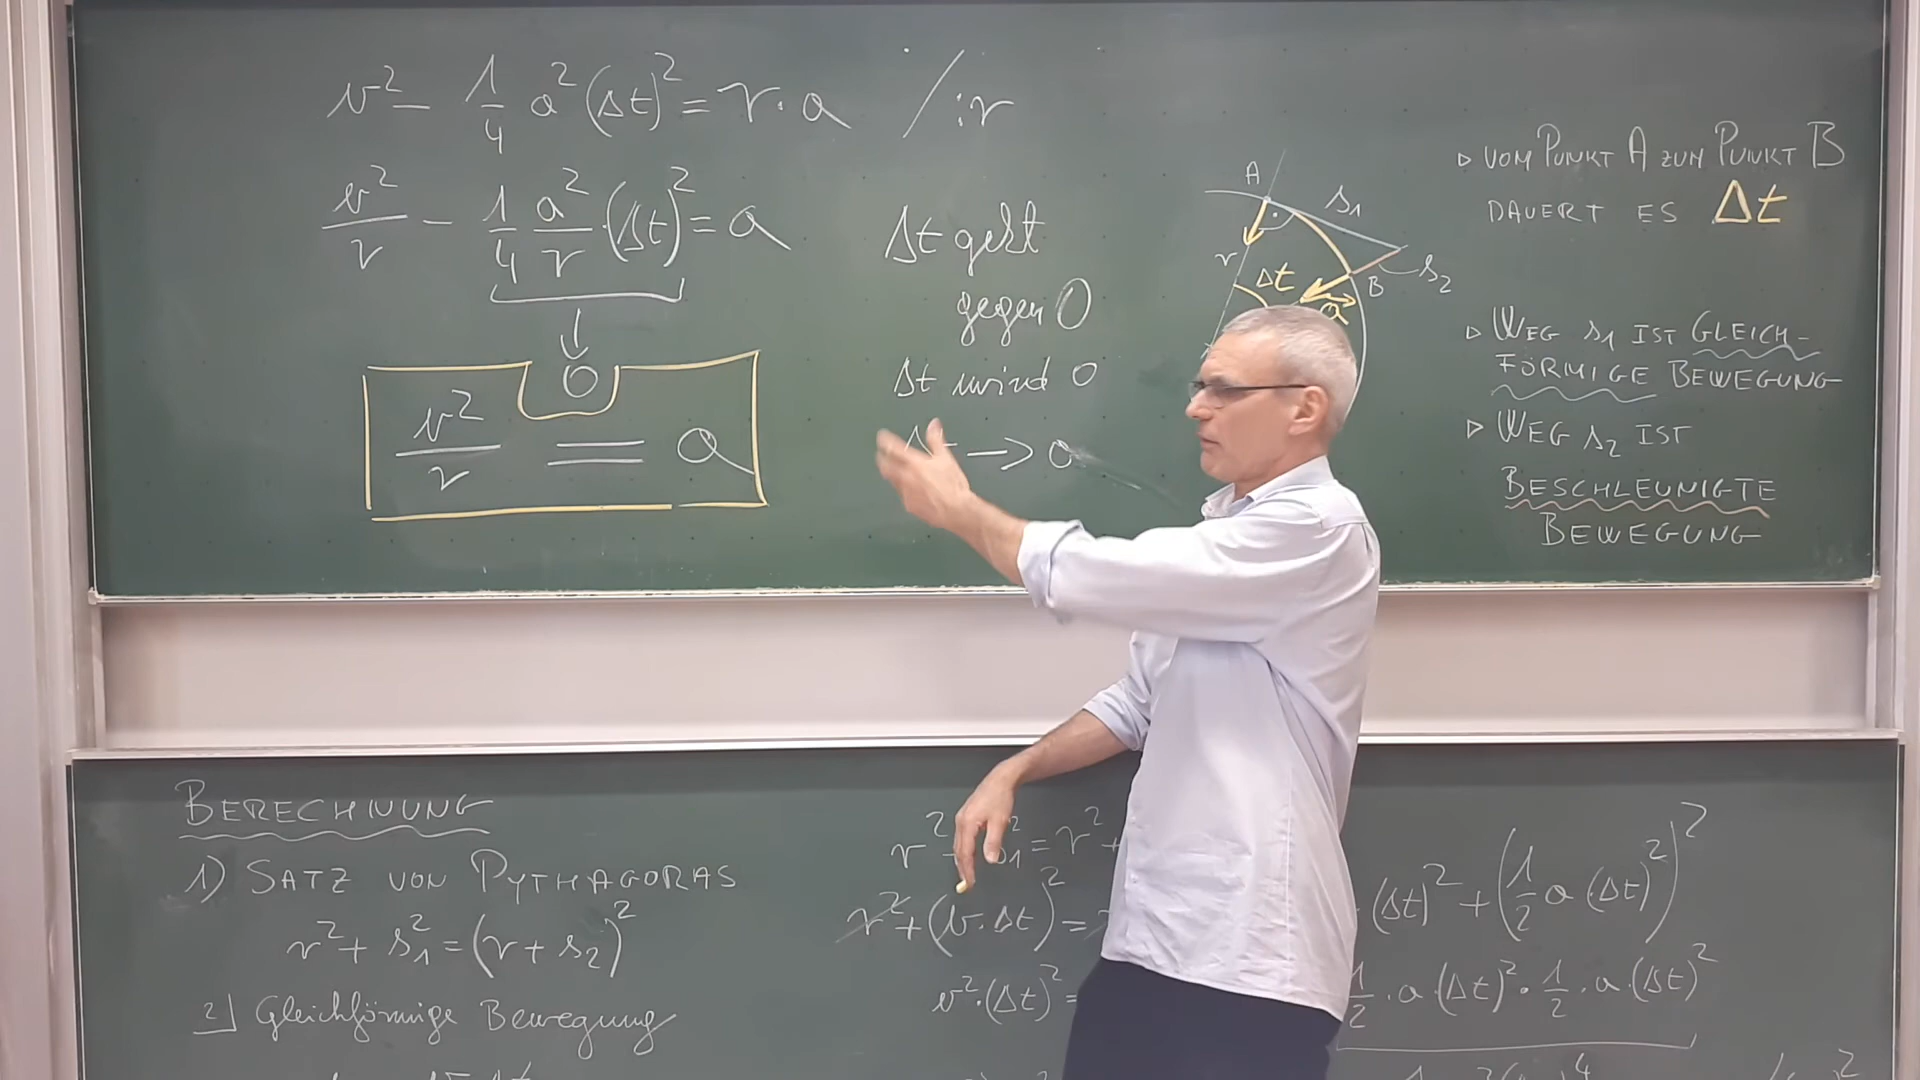 v² - 1/4 a² (Δt)² = r · a /:r
v²/r - 1/4 a²/r · (Δt)² = a
0
v²/r = a
Δt geht
gegen 0
Δt wird 0
→ 0
A
s₁
r
Δt
B
s₂
a
▹ VOM PUNKT A ZUM PUNKT B
DAUERT ES Δt
▹ WEG s₁ IST GLEICH-
FÖRMIGE BEWEGUNG
▹ WEG s₂ IST
BESCHLEUNIGTE
BEWEGUNG
BERECHNUNG
1) SATZ VON PYTHAGORAS
r² + s₁² = (r + s₂)²
2) Gleichförmige Bewegung
r² s₁² = r² +
r² + (v · Δt)² =
v² · (Δt)² =
(Δt)² + (1/2 a (Δt)²)²
1/2 · a (Δt)² · 1/2 · a · (Δt)²